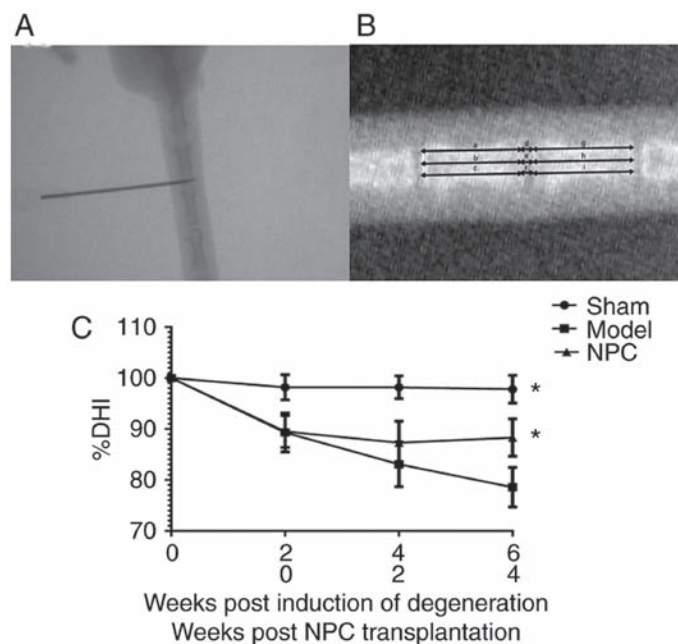 A
B
a d g
b e h
c f i
C
110
100
90
80
70
%DHI
Sham
Model
NPC
*
*
0 2 4 6
0 2 4
Weeks post induction of degeneration
Weeks post NPC transplantation